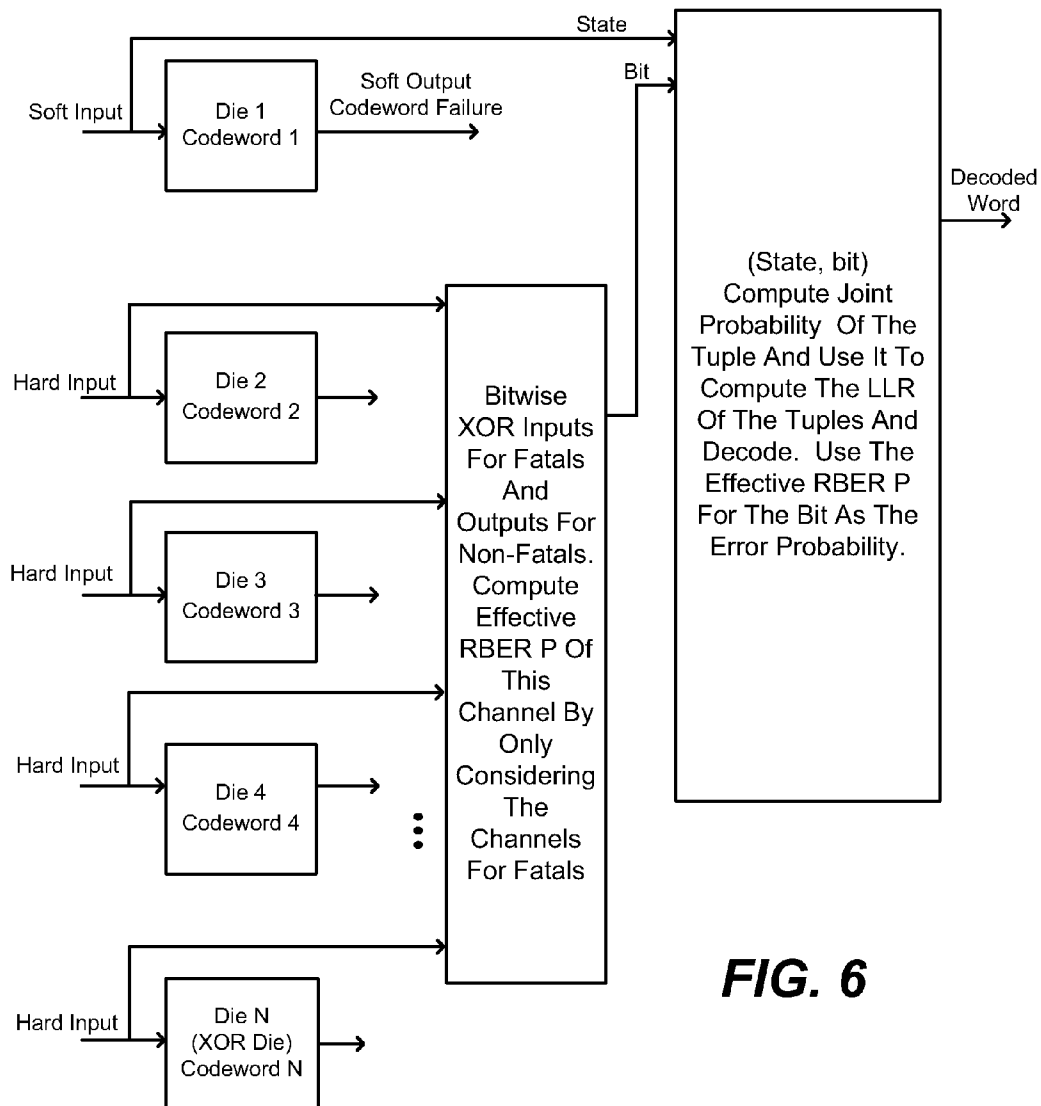 State
Bit
Soft Input
Die 1
Codeword 1
Soft Output
Codeword Failure
Decoded
Word
(State, bit)
Compute Joint
Probability Of The
Tuple And Use It To
Compute The LLR
Of The Tuples And
Decode. Use The
Effective RBER P
For The Bit As The
Error Probability.
Hard Input
Die 2
Codeword 2
Hard Input
Die 3
Codeword 3
Hard Input
Die 4
Codeword 4
Bitwise
XOR Inputs
For Fatals
And
Outputs For
Non-Fatals.
Compute
Effective
RBER P Of
This
Channel By
Only
Considering
The
Channels
For Fatals
Hard Input
Die N
(XOR Die)
Codeword N
FIG. 6